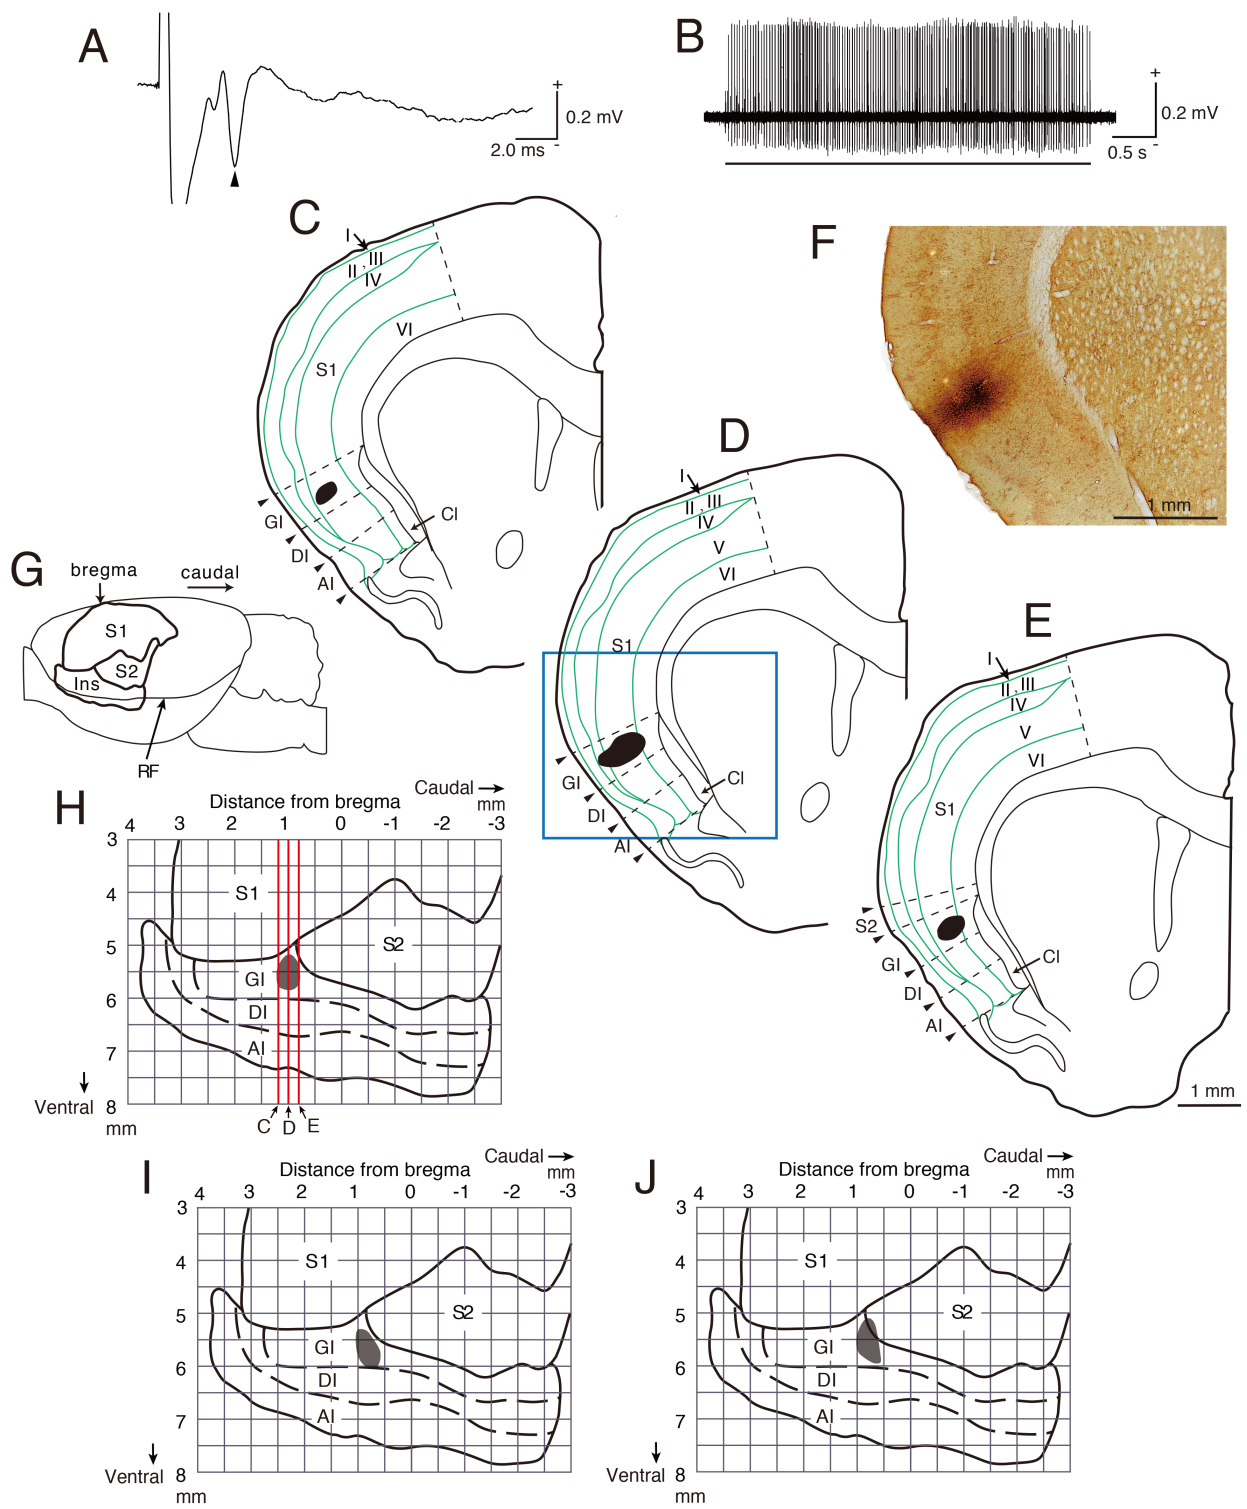 A
+
0.2 mV
2.0 ms
-
B
+
0.2 mV
0.5 s
-
C
I
II , III
IV
VI
S1
GI
DI
AI
Cl
D
I
II , III
IV
V
VI
S1
GI
DI
AI
Cl
E
I
II , III
IV
V
VI
S1
S2
GI
DI
AI
Cl
1 mm
F
1 mm
G
bregma
caudal
S1
S2
Ins
RF
H
Caudal
Distance from bregma
mm
4 3 2 1 0 -1 -2 -3
3
4
5
6
7
8
mm
Ventral
S1
S2
GI
DI
AI
C D E
I
Caudal
Distance from bregma
mm
4 3 2 1 0 -1 -2 -3
3
4
5
6
7
8
mm
Ventral
S1
S2
GI
DI
AI
J
Caudal
Distance from bregma
mm
4 3 2 1 0 -1 -2 -3
3
4
5
6
7
8
mm
Ventral
S1
S2
GI
DI
AI